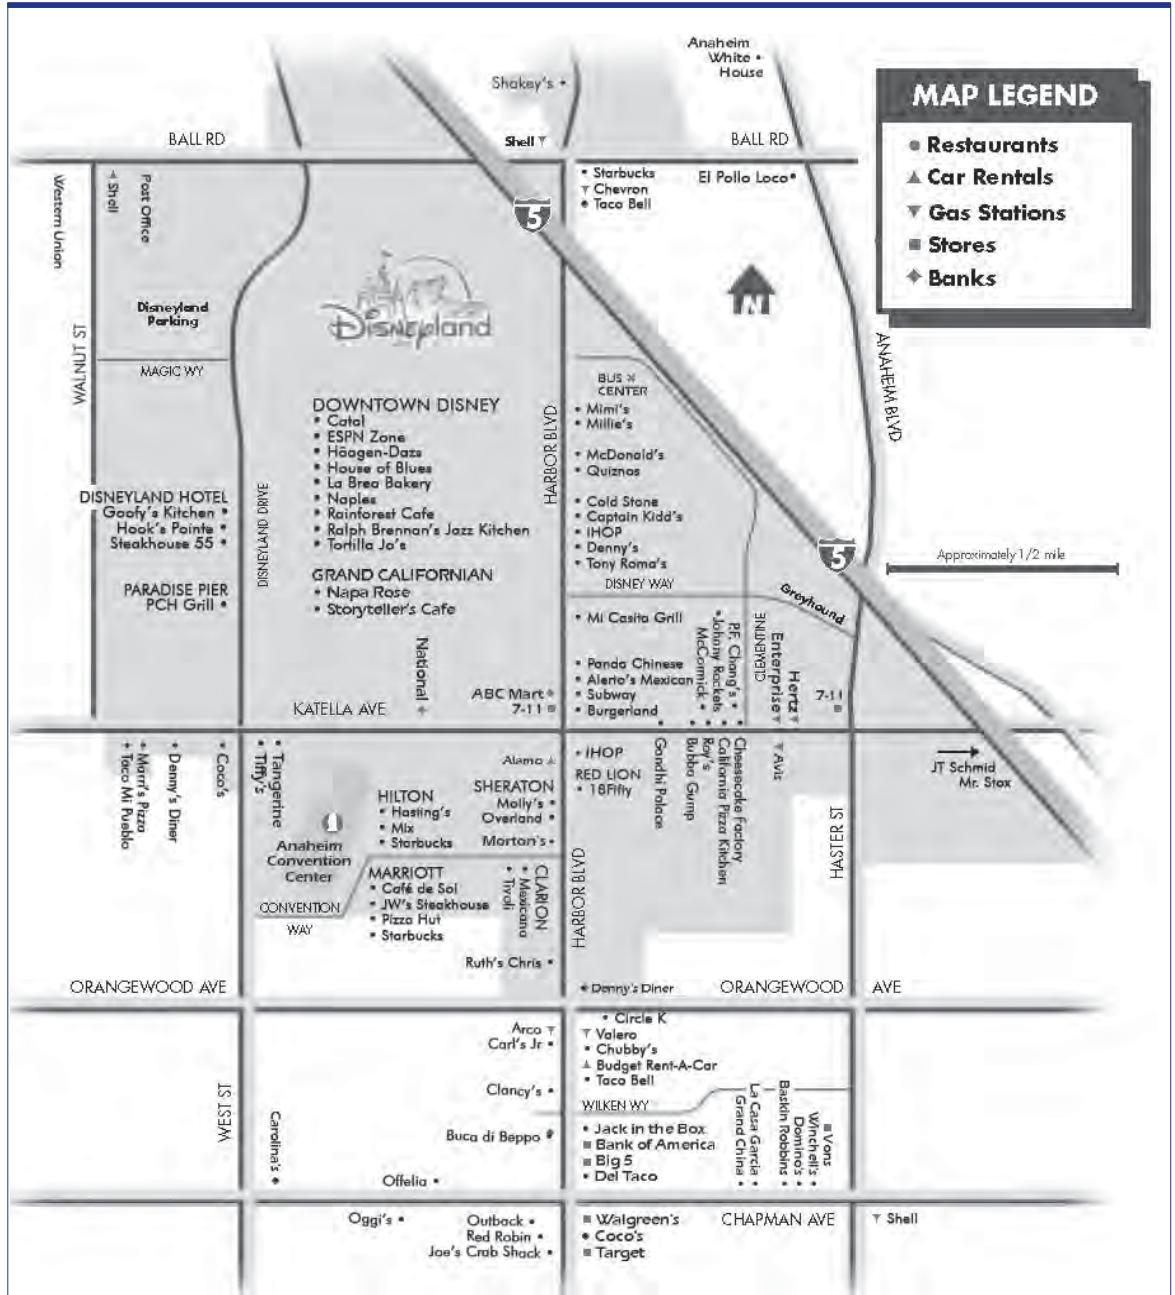 Anaheim
White
House
Shakey's
Shell
BALL RD
BALL RD
MAP LEGEND
Restaurants
Car Rentals
Gas Stations
Stores
Banks
Starbucks
Chevron
Taco Bell
El Pollo Loco
Western Union
Shell
Post Office
5
N
Disneyland
Parking
Disneyland
WALNUT ST
MAGIC WY
ANAHEIM BLVD
BUS
CENTER
Mimi's
Millie's
McDonald's
Quiznos
Cold Stone
Captain Kidd's
IHOP
Denny's
Tony Roma's
HARBOR BLVD
DOWNTOWN DISNEY
Catal
ESPN Zone
Häagen-Dazs
House of Blues
La Brea Bakery
Naples
Rainforest Cafe
Ralph Brennan's Jazz Kitchen
Tortilla Jo's
GRAND CALIFORNIAN
Napa Rose
Storyteller's Cafe
DISNEYLAND HOTEL
Goofy's Kitchen
Hook's Pointe
Steakhouse 55
PARADISE PIER
PCH Grill
DISNEYLAND DRIVE
5
Approximately 1/2 mile
DISNEY WAY
Greyhound
Mi Casita Grill
Panda Chinese
Alerto's Mexican
Subway
Burgerland
McCormick
Johnny Rockets
P.F. Chang's
CLEMENTINE
Enterprise
Hertz
7-11
National
ABC Mart
7-11
KATELLA AVE
Taco Mi Pueblo
Marri's Pizza
Denny's Diner
Coco's
Tiffy's
Tangerine
Anaheim
Convention
Center
HILTON
Hasting's
Mix
Starbucks
Alamo
SHERATON
Molly's
Overland
Morton's
IHOP
RED LION
18Fifty
Gandhi Palace
Bubba Gump
Roy's
California Pizza Kitchen
Cheesecake Factory
Avis
JT Schmid
Mr. Stox
HASTER ST
MARRIOTT
Café de Sol
JW's Steakhouse
Pizza Hut
Starbucks
Tivoli
Mexicana
CLARION
HARBOR BLVD
CONVENTION
WAY
Ruth's Chris
ORANGEWOOD AVE
Denny's Diner
ORANGEWOOD AVE
Arco
Carl's Jr
Circle K
Valero
Chubby's
Budget Rent-A-Car
Taco Bell
Clancy's
WILKEN WY
WEST ST
Carolina's
Buca di Beppo
Offelia
Jack in the Box
Bank of America
Big 5
Del Taco
Grand China
La Casa Garcia
Baskin Robbins
Domino's
Winchell's
Vons
Oggi's
Outback
Red Robin
Joe's Crab Shack
Walgreen's
Coco's
Target
CHAPMAN AVE
Shell